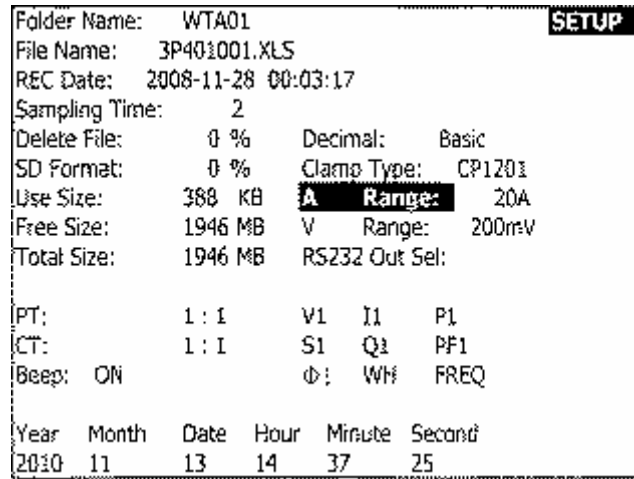 Folder Name: WTA01 SETUP
File Name: 3P401001.XLS
REC Date: 2008-11-28 00:03:17
Sampling Time: 2
Delete File: 0 % Decimal: Basic
SD Format: 0 % Clamp Type: CP1201
Use Size: 388 KB A Range: 20A
Free Size: 1946 MB V Range: 200mV
Total Size: 1946 MB RS232 Out Sel:
PT: 1 : 1 V1 I1 P1
CT: 1 : 1 S1 Q1 PF1
Beep: ON Φ1 WH FREQ
Year Month Date Hour Minute Second
2010 11 13 14 37 25